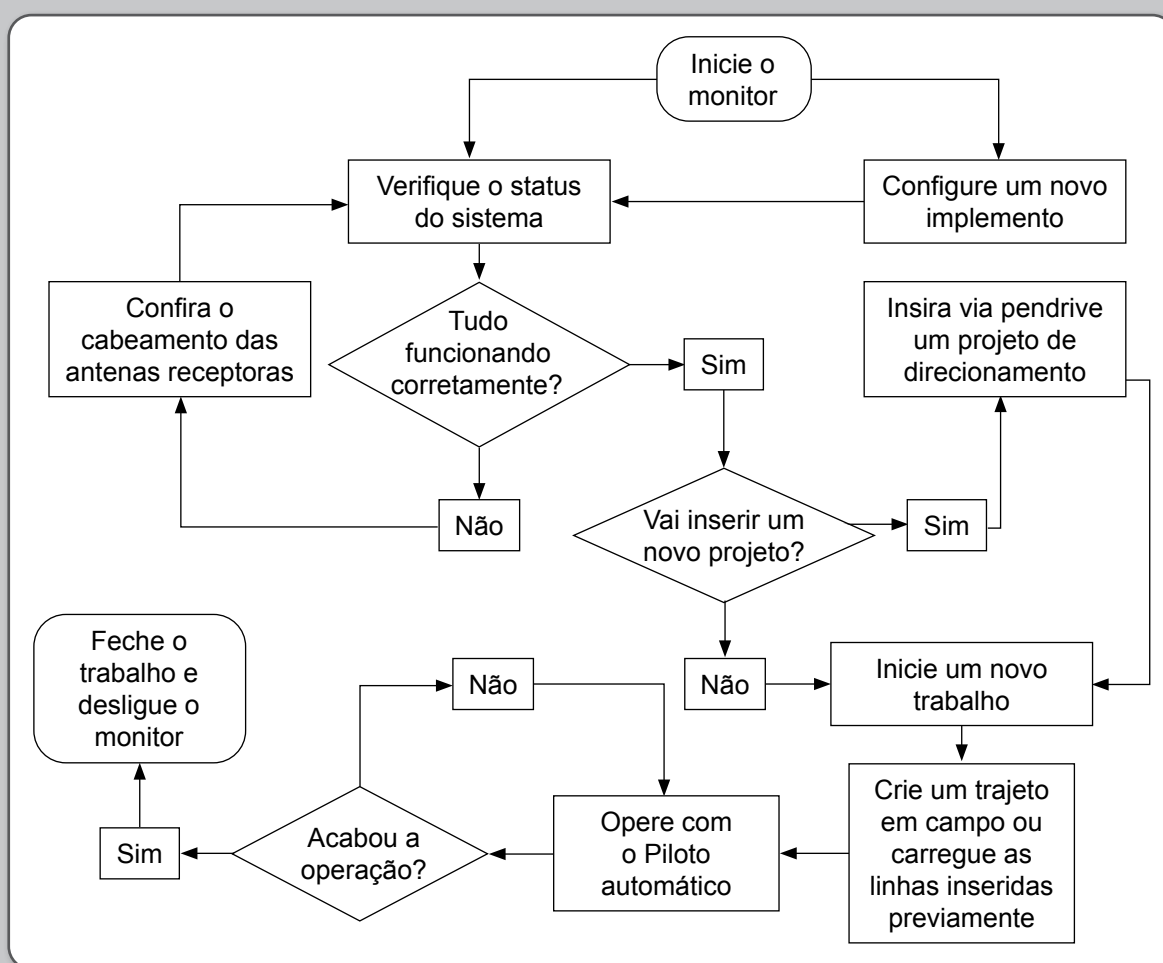 Inicie o
monitor
Verifique o status
do sistema
Configure um novo
implemento
Confira o
cabeamento das
antenas receptoras
Tudo
funcionando
corretamente?
Sim
Insira via pendrive
um projeto de
direcionamento
Não
Vai inserir um
novo projeto?
Sim
Feche o
trabalho e
desligue o
monitor
Não
Não
Inicie um novo
trabalho
Sim
Acabou a
operação?
Opere com
o Piloto
automático
Crie um trajeto
em campo ou
carregue as
linhas inseridas
previamente